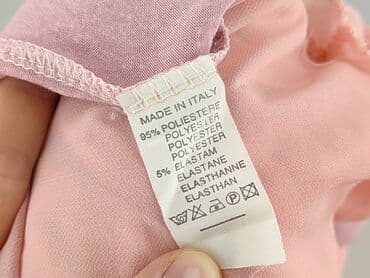 MADE IN ITALY
95% POLIESTERE
POLYESTER
POLYESTER
POLYESTER
5% ELASTAM
ELASTANE
ELASTHANNE
ELASTHAN
P